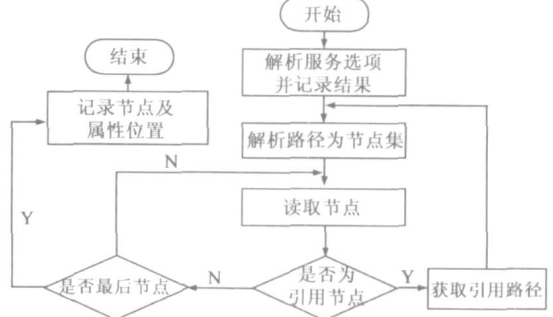 开始
结束
解析服务选项
并记录结果
记录节点及
属性位置
解析路径为节点集
N
读取节点
Y
是否最后节点
N
是否为
引用节点
Y
获取引用路径